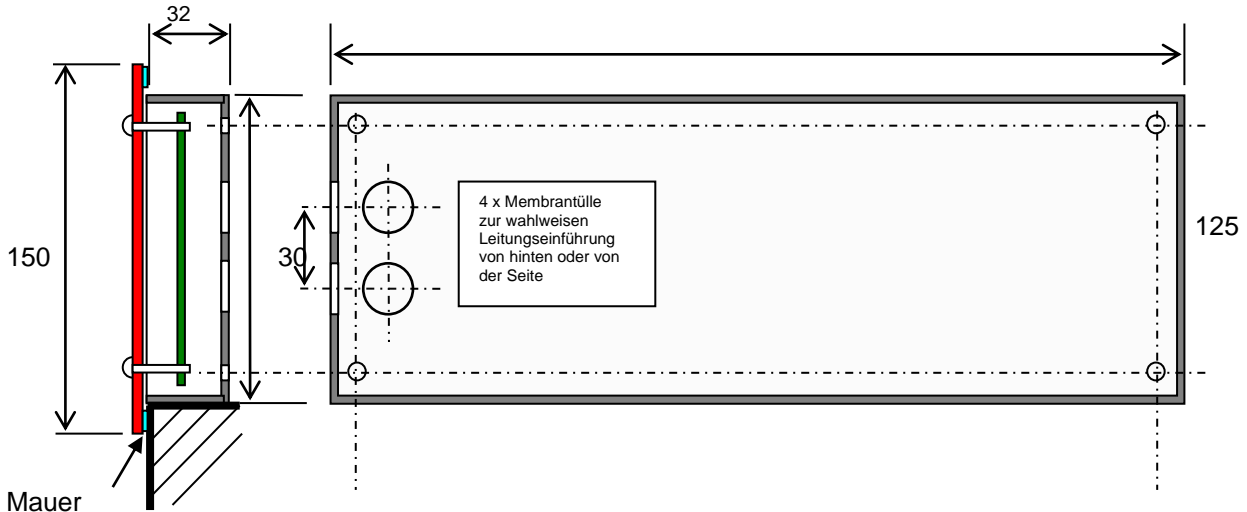 32
150
30
4 x Membrantülle
zur wahlweisen
Leitungseinführung
von hinten oder von
der Seite
125
Mauer